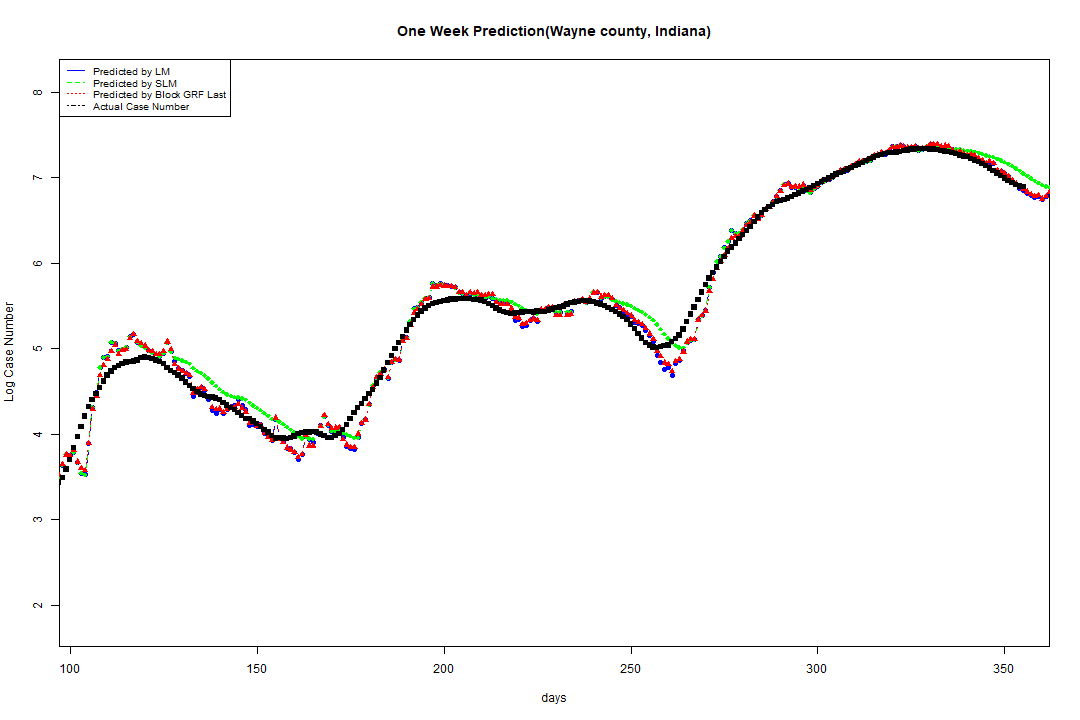 One Week Prediction(Wayne county, Indiana)
Predicted by LM
Predicted by SLM
Predicted by Block GRF Last
Actual Case Number
8
7
6
5
4
3
2
Log Case Number
100 150 200 250 300 350
days